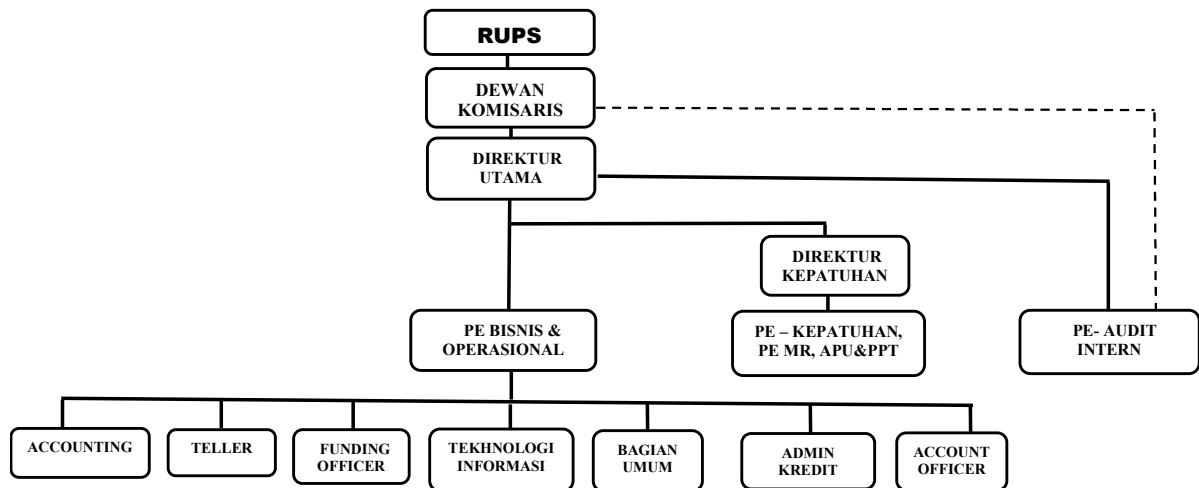 RUPS
DEWAN
KOMISARIS
DIREKTUR
UTAMA
DIREKTUR
KEPATUHAN
PE BISNIS &
OPERASIONAL
PE – KEPATUHAN,
PE MR, APU&PPT
PE- AUDIT
INTERN
ACCOUNTING
TELLER
FUNDING
OFFICER
TEKHNOLOGI
INFORMASI
BAGIAN
UMUM
ADMIN
KREDIT
ACCOUNT
OFFICER